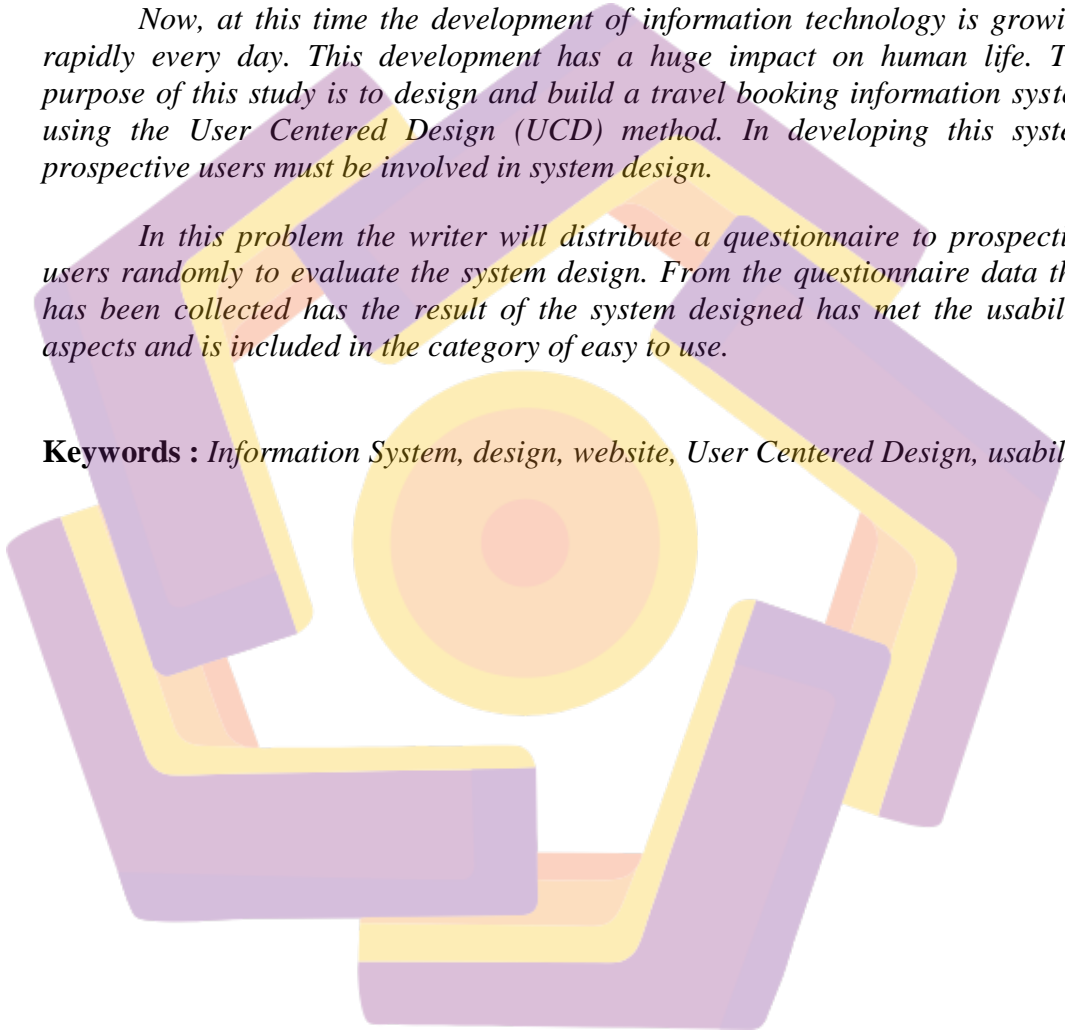 Now, at this time the development of information technology is growi
rapidly every day. This development has a huge impact on human life. T
purpose of this study is to design and build a travel booking information syste
using the User Centered Design (UCD) method. In developing this syste
prospective users must be involved in system design.
In this problem the writer will distribute a questionnaire to prospecti
users randomly to evaluate the system design. From the questionnaire data th
has been collected has the result of the system designed has met the usabili
aspects and is included in the category of easy to use.
Keywords : Information System, design, website, User Centered Design, usabil